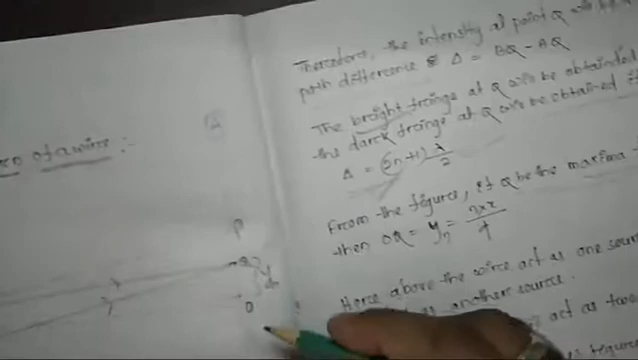 of a wire :-
P
O
Therefore, the intensity at point Q will be
path difference Δ = BQ - AQ
The bright fringe at Q will be obtained
the dark fringe at Q will be obtained if
Δ = (2n+1) λ/2
From the figure, if Q be the maxima
then OQ = yn =
Here above the wire act as one source
another source.
act as two